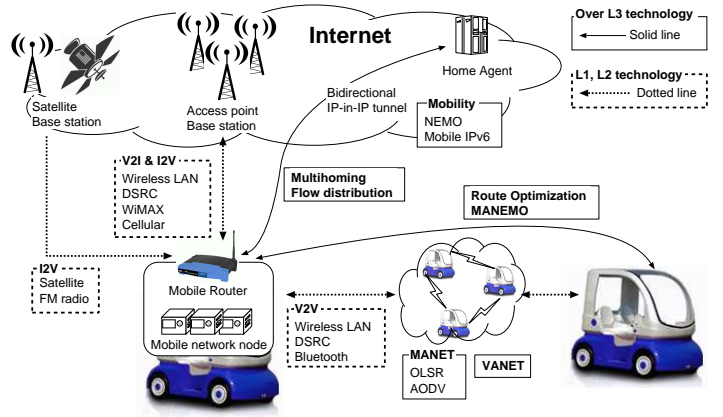 Internet
Over L3 technology
Solid line
L1, L2 technology
Dotted line
Satellite
Base station
Access point
Base station
Home Agent
Bidirectional
IP-in-IP tunnel
Mobility
NEMO
Mobile IPv6
V2I & I2V
Wireless LAN
DSRC
WiMAX
Cellular
Multihoming
Flow distribution
Route Optimization
MANEMO
I2V
Satellite
FM radio
Mobile Router
Mobile network node
V2V
Wireless LAN
DSRC
Bluetooth
MANET
OLSR
AODV
VANET